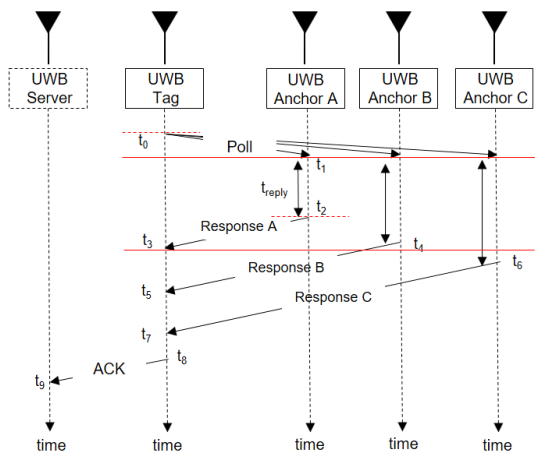 UWB
Server
UWB
Tag
UWB
Anchor A
UWB
Anchor B
UWB
Anchor C
t0
Poll
t1
treply
t2
Response A
t3
t4
Response B
t6
t5
Response C
t7
t8
ACK
t9
time
time
time
time
time